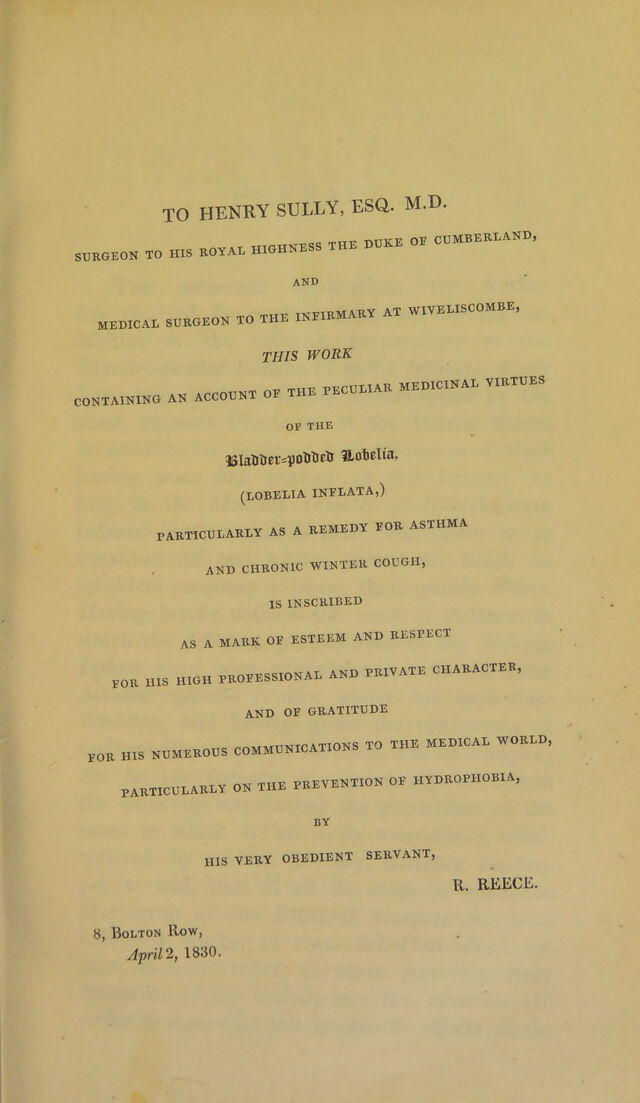 TO HENRY SULLY, ESQ. M.D.
SURGEON TO HIS ROYAL HIGHNESS THE DUKE OF CUMBERLAND,
AND
MEDICAL SURGEON TO THE INFIRMARY AT WIVELISCOMBE,
THIS WORK
CONTAINING AN ACCOUNT OF THE PECULIAR MEDICINAL VIRTUES
OF THE
Bladder-podded Lobelia,
(LOBELIA INFLATA,)
PARTICULARLY AS A REMEDY FOR ASTHMA
AND CHRONIC WINTER COUGH,
IS INSCRIBED
AS A MARK OF ESTEEM AND RESPECT
FOR HIS HIGH PROFESSIONAL AND PRIVATE CHARACTER,
AND OF GRATITUDE
FOR HIS NUMEROUS COMMUNICATIONS TO THE MEDICAL WORLD,
PARTICULARLY ON THE PREVENTION OF HYDROPHOBIA,
BY
HIS VERY OBEDIENT SERVANT,
R. REECE.
8, BOLTON ROW,
April 2, 1830.